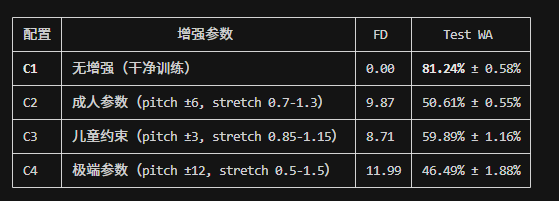 配置 增强参数 FD Test WA
C1 无增强（干净训练） 0.00 81.24% ± 0.58%
C2 成人参数（pitch ±6, stretch 0.7-1.3） 9.87 50.61% ± 0.55%
C3 儿童约束（pitch ±3, stretch 0.85-1.15） 8.71 59.89% ± 1.16%
C4 极端参数（pitch ±12, stretch 0.5-1.5） 11.99 46.49% ± 1.88%